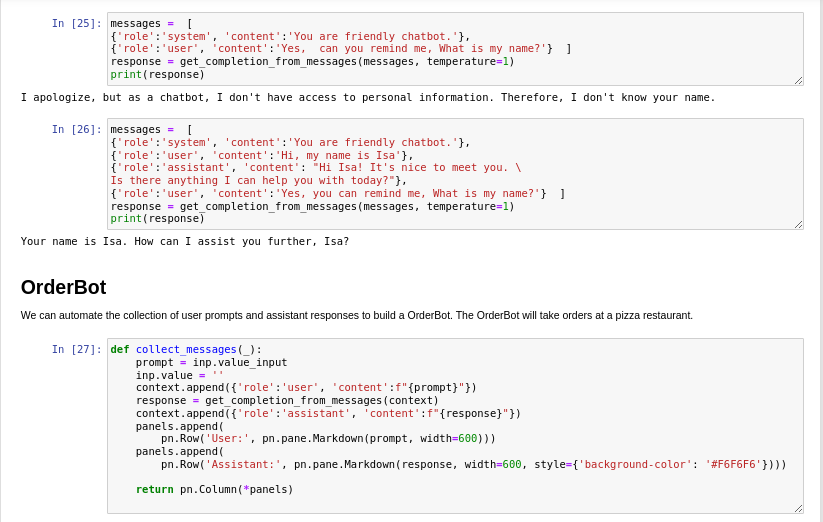 In [25]: messages =  [
{'role':'system', 'content':'You are friendly chatbot.'},
{'role':'user', 'content':'Yes,  can you remind me, What is my name?'}  ]
response = get_completion_from_messages(messages, temperature=1)
print(response)
I apologize, but as a chatbot, I don't have access to personal information. Therefore, I don't know your name.
In [26]: messages =  [
{'role':'system', 'content':'You are friendly chatbot.'},
{'role':'user', 'content':'Hi, my name is Isa'},
{'role':'assistant', 'content': "Hi Isa! It's nice to meet you. \
Is there anything I can help you with today?"},
{'role':'user', 'content':'Yes, you can remind me, What is my name?'}  ]
response = get_completion_from_messages(messages, temperature=1)
print(response)
Your name is Isa. How can I assist you further, Isa?
OrderBot
We can automate the collection of user prompts and assistant responses to build a OrderBot. The OrderBot will take orders at a pizza restaurant.
In [27]: def collect_messages(_):
    prompt = inp.value_input
    inp.value = ''
    context.append({'role':'user', 'content':f"{prompt}"})
    response = get_completion_from_messages(context)
    context.append({'role':'assistant', 'content':f"{response}"})
    panels.append(
        pn.Row('User:', pn.pane.Markdown(prompt, width=600)))
    panels.append(
        pn.Row('Assistant:', pn.pane.Markdown(response, width=600, style={'background-color': '#F6F6F6'})))
    return pn.Column(*panels)